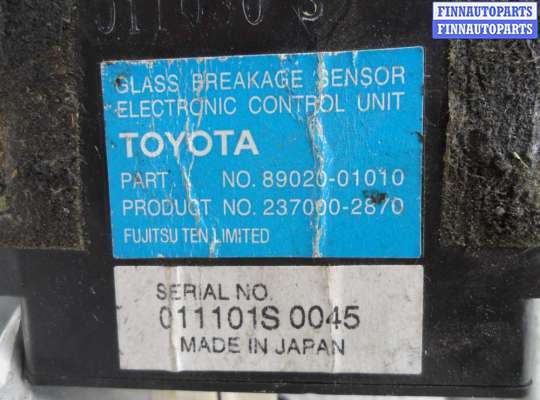 FINNAUTOPARTS
FINNAUTOPARTS
GLASS BREAKAGE SENSOR
ELECTRONIC CONTROL UNIT
TOYOTA
PART NO. 89020-01010
PRODUCT NO. 237000-2870
FUJITSU TEN LIMITED
SERIAL NO.
011101S 0045
MADE IN JAPAN